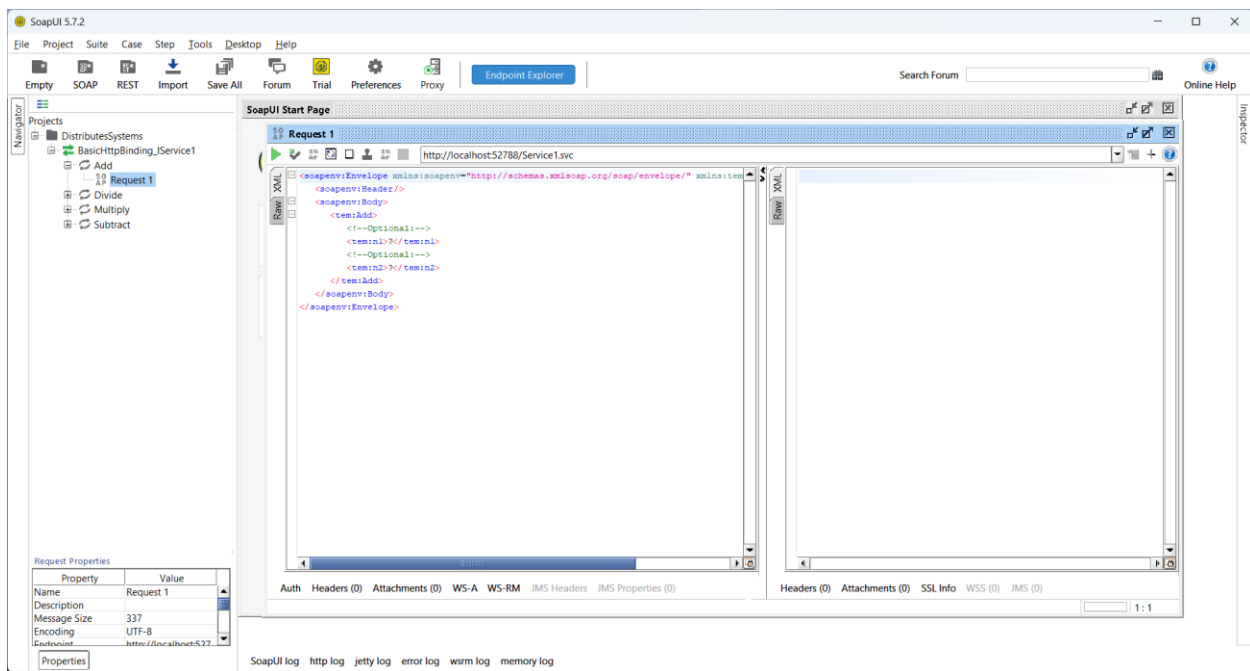 SoapUI 5.7.2
File Project Suite Case Step Tools Desktop Help
Empty SOAP REST Import Save All Forum Trial Preferences Proxy Endpoint Explorer Search Forum Online Help
Navigator
Inspector
Projects
DistributesSystems
BasicHttpBinding_IService1
Add
Request 1
Divide
Multiply
Subtract
SoapUI Start Page
Request 1
http://localhost:52788/Service1.svc
XML
Raw
<soapenv:Envelope xmlns:soapenv="http://schemas.xmlsoap.org/soap/envelope/" xmlns:tem
<soapenv:Header/>
<soapenv:Body>
<tem:Add>
<!--Optional:-->
<tem:n1>?</tem:n1>
<!--Optional:-->
<tem:n2>?</tem:n2>
</tem:Add>
</soapenv:Body>
</soapenv:Envelope>
XML
Raw
Auth Headers (0) Attachments (0) WS-A WS-RM JMS Headers JMS Properties (0)
Headers (0) Attachments (0) SSL Info WSS (0) JMS (0)
1 : 1
Request Properties
Property Value
Name Request 1
Description
Message Size 337
Encoding UTF-8
Endpoint http://localhost:527
Properties
SoapUI log http log jetty log error log wsrm log memory log